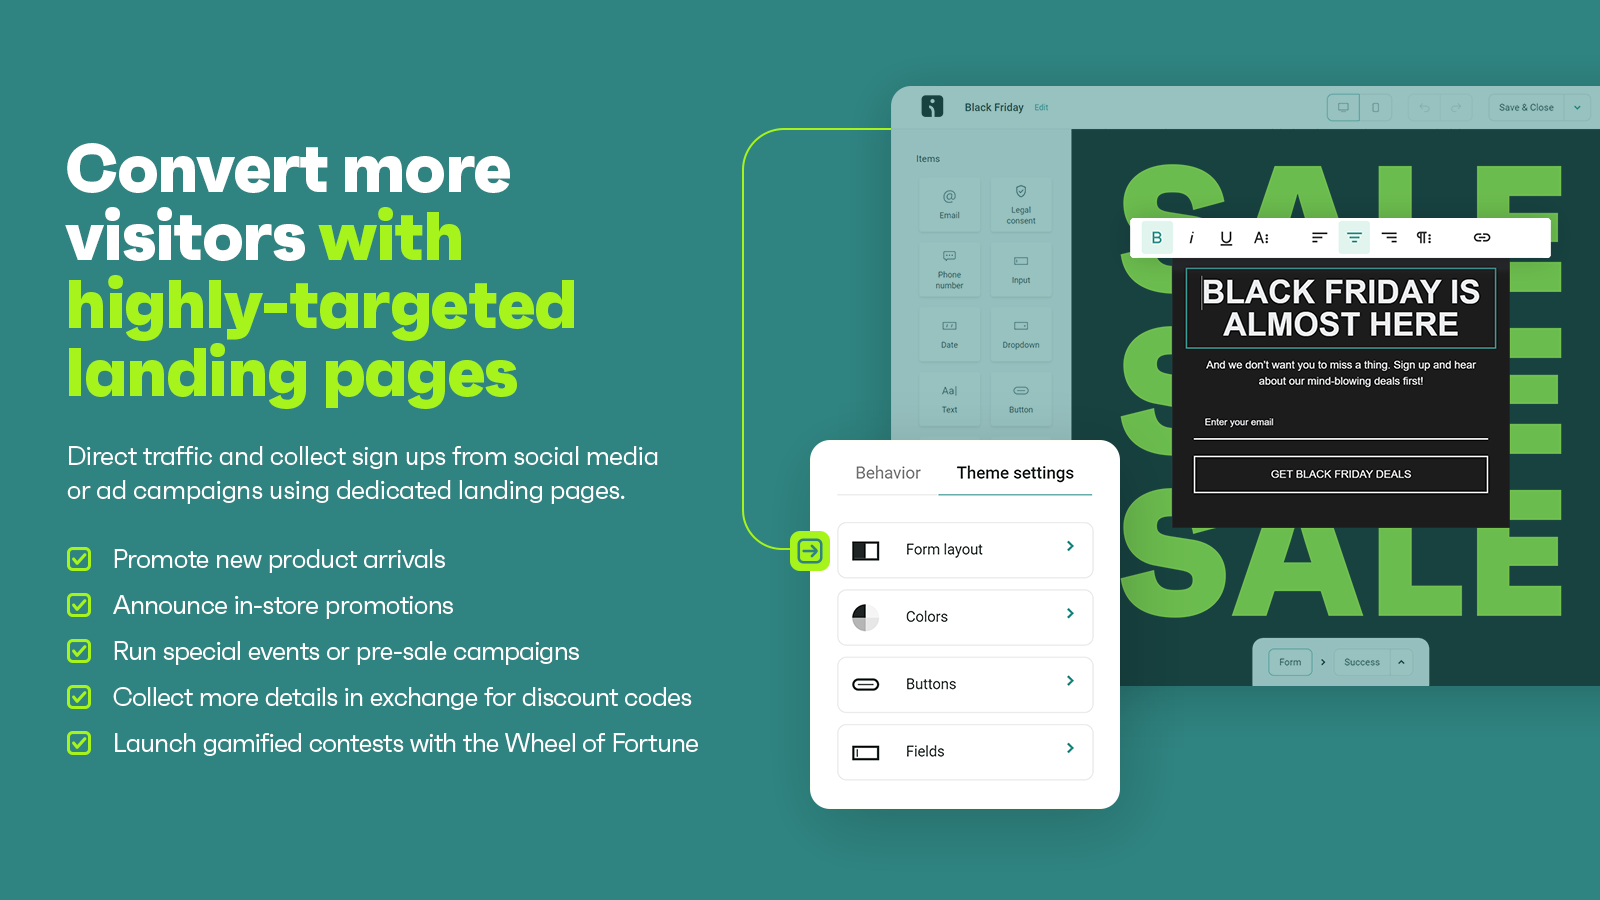 Convert more
visitors with
highly-targeted
landing pages
Direct traffic and collect sign ups from social media
or ad campaigns using dedicated landing pages.
Promote new product arrivals
Announce in-store promotions
Run special events or pre-sale campaigns
Collect more details in exchange for discount codes
Launch gamified contests with the Wheel of Fortune
Black Friday Edit
Save & Close
Items
@
Email
Legal
consent
Phone
number
Input
Date
Dropdown
Aa|
Text
Button
SALE
B i U A
BLACK FRIDAY IS
ALMOST HERE
And we don't want you to miss a thing. Sign up and hear
about our mind-blowing deals first!
Enter your email
GET BLACK FRIDAY DEALS
SALE
SALE
Form Success
Behavior Theme settings
Form layout
Colors
Buttons
Fields